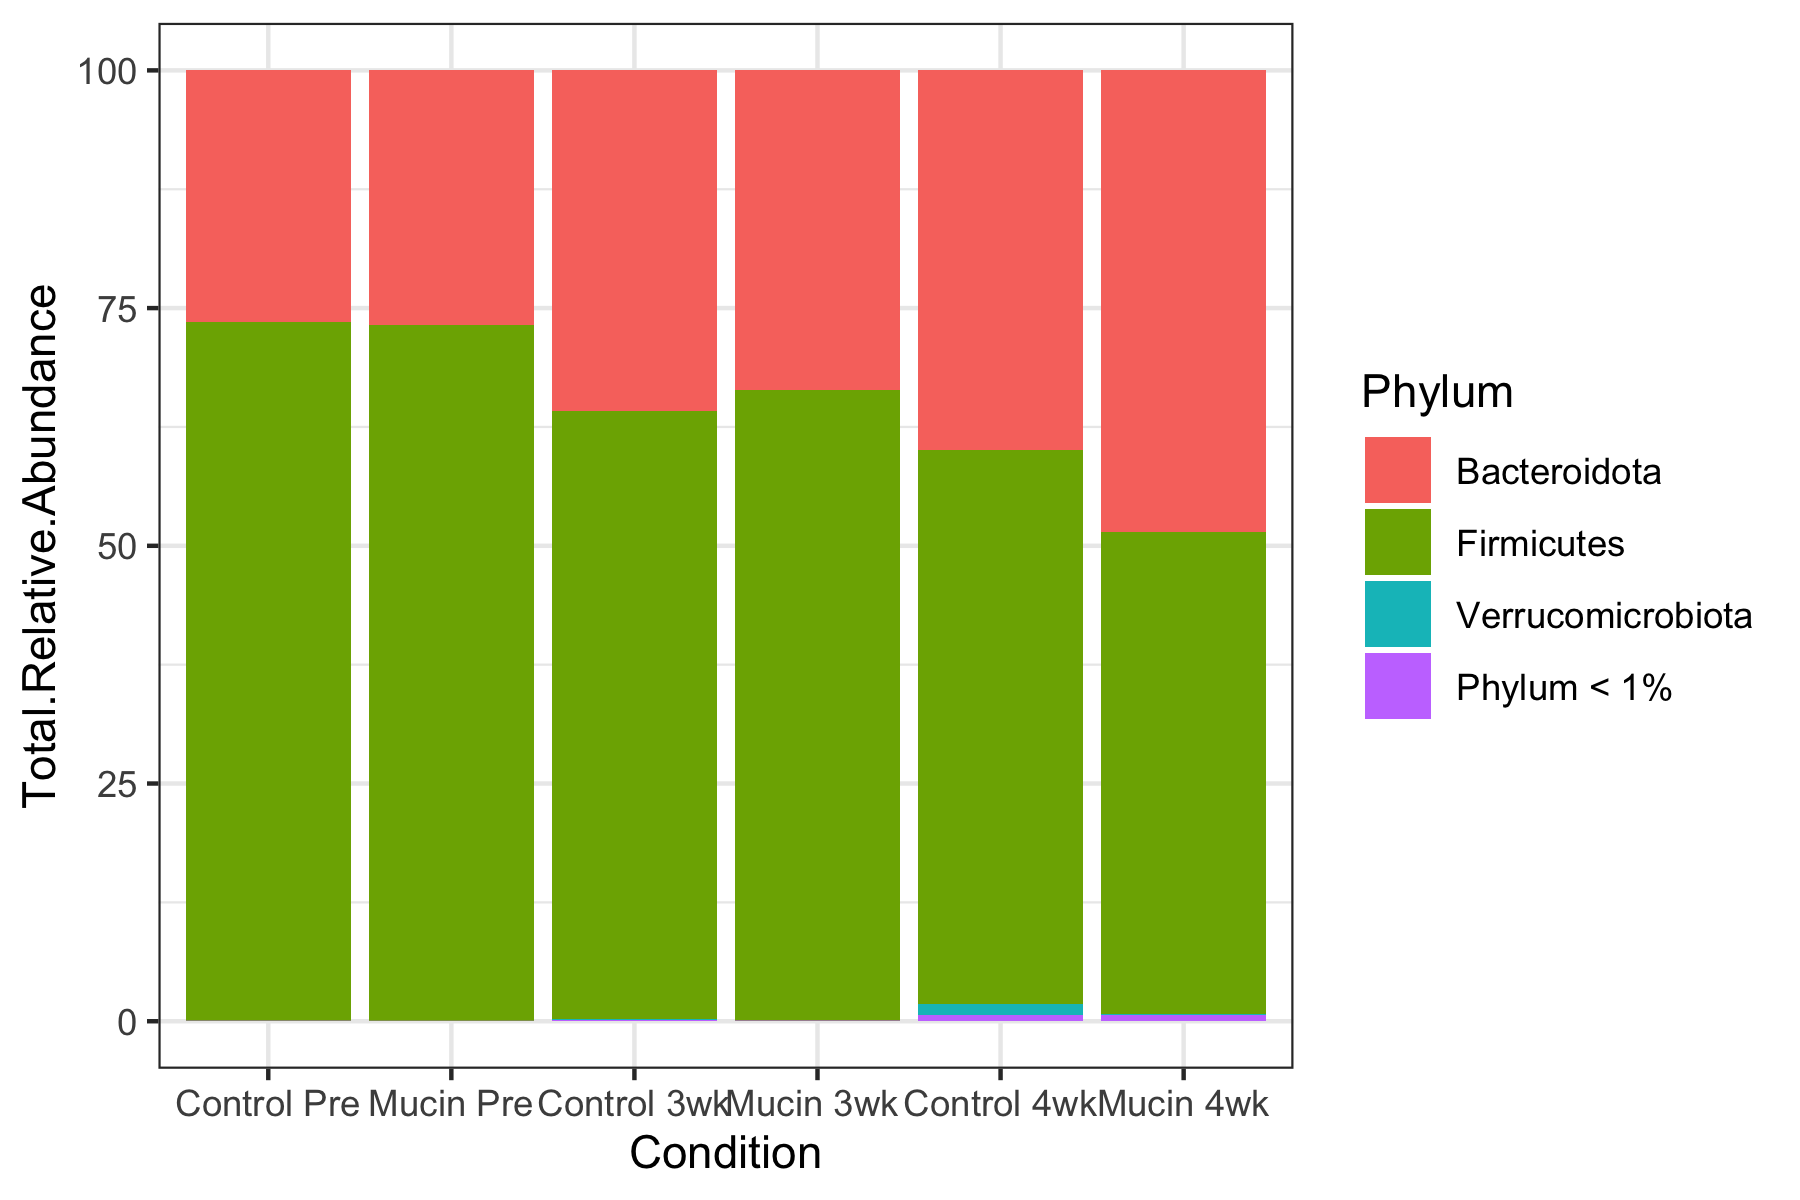 Total.Relative.Abundance
100
75
50
25
0
Control Pre Mucin Pre Control 3wk Mucin 3wk Control 4wk Mucin 4wk
Condition
Phylum
Bacteroidota
Firmicutes
Verrucomicrobiota
Phylum < 1%